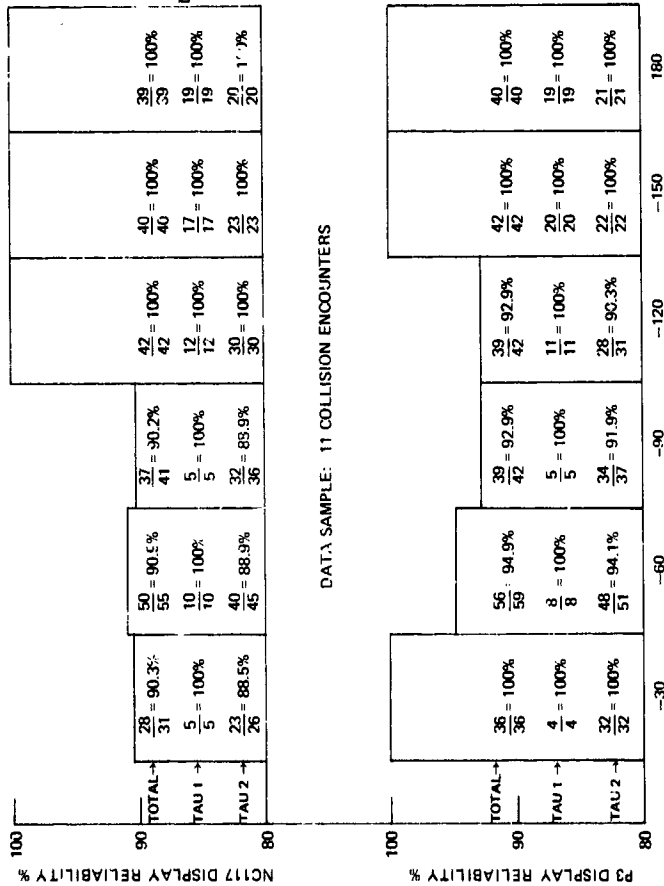 NC117 DISPLAY RELIABILITY %
100
90
80
TOTAL→
TAU 1→
TAU 2→
28/31 = 90.3%
5/5 = 100%
23/26 = 88.5%
50/55 = 90.9%
10/10 = 100%
40/45 = 88.9%
37/41 = 90.2%
5/5 = 100%
32/36 = 88.9%
42/42 = 100%
12/12 = 100%
30/30 = 100%
40/40 = 100%
17/17 = 100%
23/23 100%
39/39 = 100%
19/19 = 100%
20/20 =
DATA SAMPLE: 11 COLLISION ENCOUNTERS
P3 DISPLAY RELIABILITY %
100
90
80
TOTAL→
TAU 1→
TAU 2→
36/36 = 100%
4/4 = 100%
32/32 = 100%
56/59 94.9%
8/8 = 100%
48/51 = 94.1%
39/42 = 92.9%
5/5 = 100%
34/37 = 91.9%
39/42 = 92.9%
11/11 = 100%
28/31 = 90.3%
42/42 = 100%
20/20 = 100%
22/22 = 100%
40/40 = 100%
19/19 = 100%
21/21 = 100%
-30
-60
-90
-120
-150
180